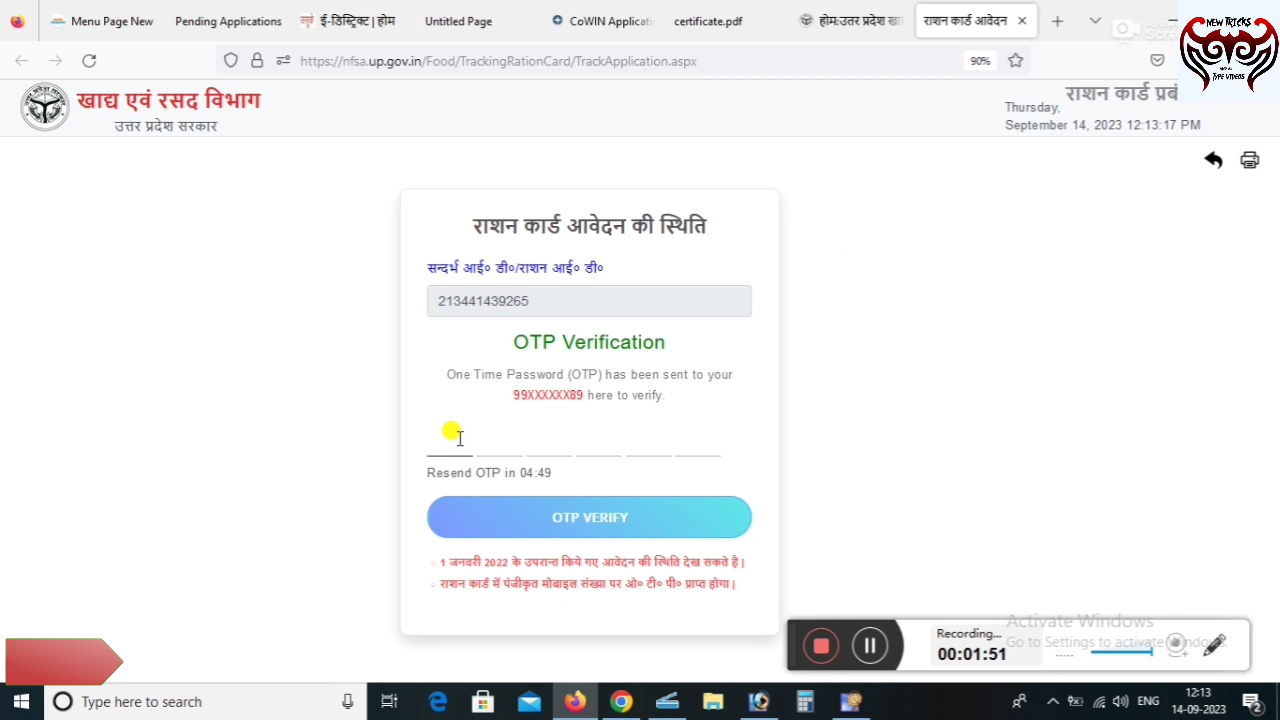 Menu Page New
Pending Applications
ई-डिस्ट्रिक्ट | होम
Untitled Page
CoWIN Applicati
certificate.pdf
होम:उतर प्रदेश खा
राशन कार्ड आवेदन
NEW TRICKS
TYPE VIDEOS
https://nfsa.up.gov.in/Food/TrackingRationCard/TrackApplication.aspx
90%
खाद्य एवं रसद विभाग
उत्तर प्रदेश सरकार
राशन कार्ड प्रबं
Thursday,
September 14, 2023 12:13:17 PM
राशन कार्ड आवेदन की स्थिति
सन्दर्भ आई० डी०/राशन आई० डी०
213441439265
OTP Verification
One Time Password (OTP) has been sent to your
99XXXXXX89 here to verify.
Resend OTP in 04:49
OTP VERIFY
1 जनवरी 2022 के उपरान्त किये गए आवेदन की स्थिति देख सकते है |
राशन कार्ड में पंजीकृत मोबाइल संख्या पर ओ० टी० पी० प्राप्त होगा |
Activate Windows
Go to Settings to activate Windows.
Recording...
00:01:51
Type here to search
ENG
12:13
14-09-2023
2